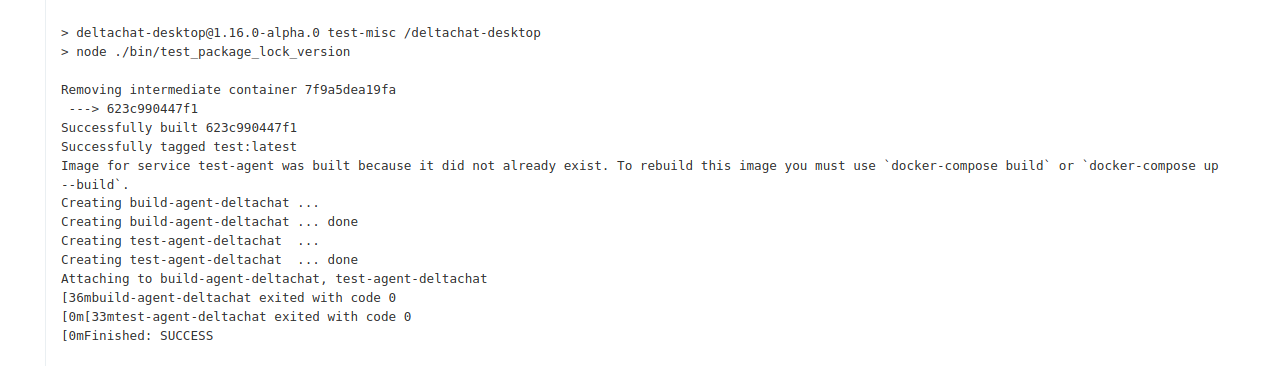 > deltachat-desktop@1.16.0-alpha.0 test-misc /deltachat-desktop
> node ./bin/test_package_lock_version
Removing intermediate container 7f9a5dea19fa
---> 623c990447f1
Successfully built 623c990447f1
Successfully tagged test:latest
Image for service test-agent was built because it did not already exist. To rebuild this image you must use `docker-compose build` or `docker-compose up
--build`.
Creating build-agent-deltachat ...
Creating build-agent-deltachat ... done
Creating test-agent-deltachat  ...
Creating test-agent-deltachat  ... done
Attaching to build-agent-deltachat, test-agent-deltachat
[36mbuild-agent-deltachat exited with code 0
[0m[33mtest-agent-deltachat exited with code 0
[0mFinished: SUCCESS